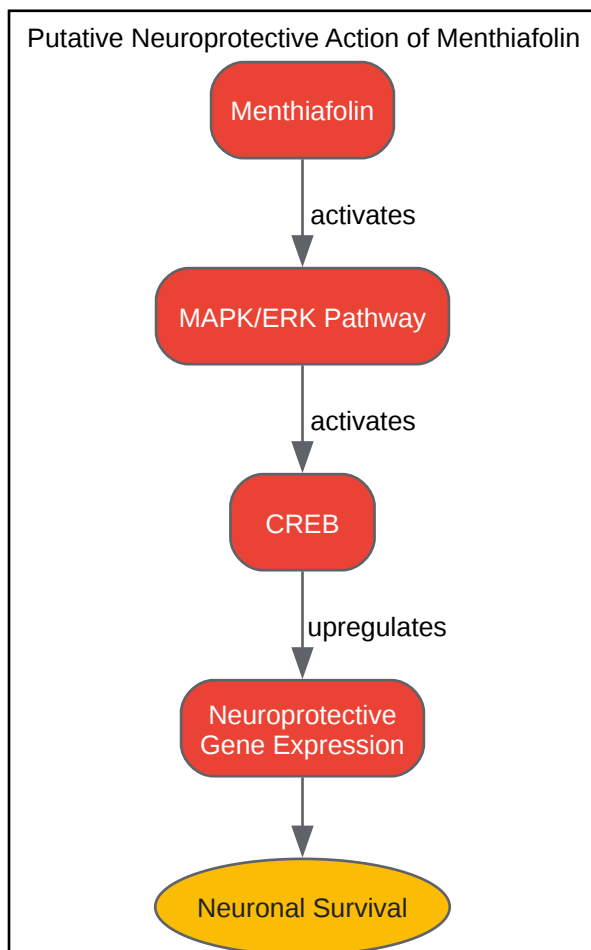 Putative Neuroprotective Action of Menthiafolin
Menthiafolin
activates
MAPK/ERK Pathway
activates
CREB
upregulates
Neuroprotective
Gene Expression
Neuronal Survival